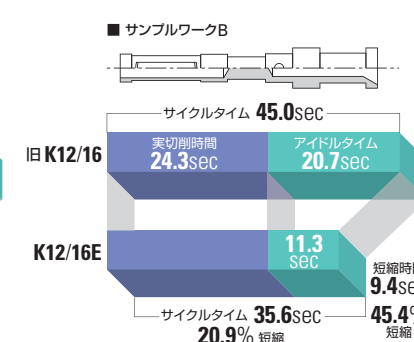 ■ サンプルワークB
サイクルタイム 45.0sec
旧 K12/16
実切削時間
24.3sec
アイドルタイム
20.7sec
K12/16E
11.3
sec
短縮時
9.4se
サイクルタイム 35.6sec
20.9% 短縮
45.4%
短縮